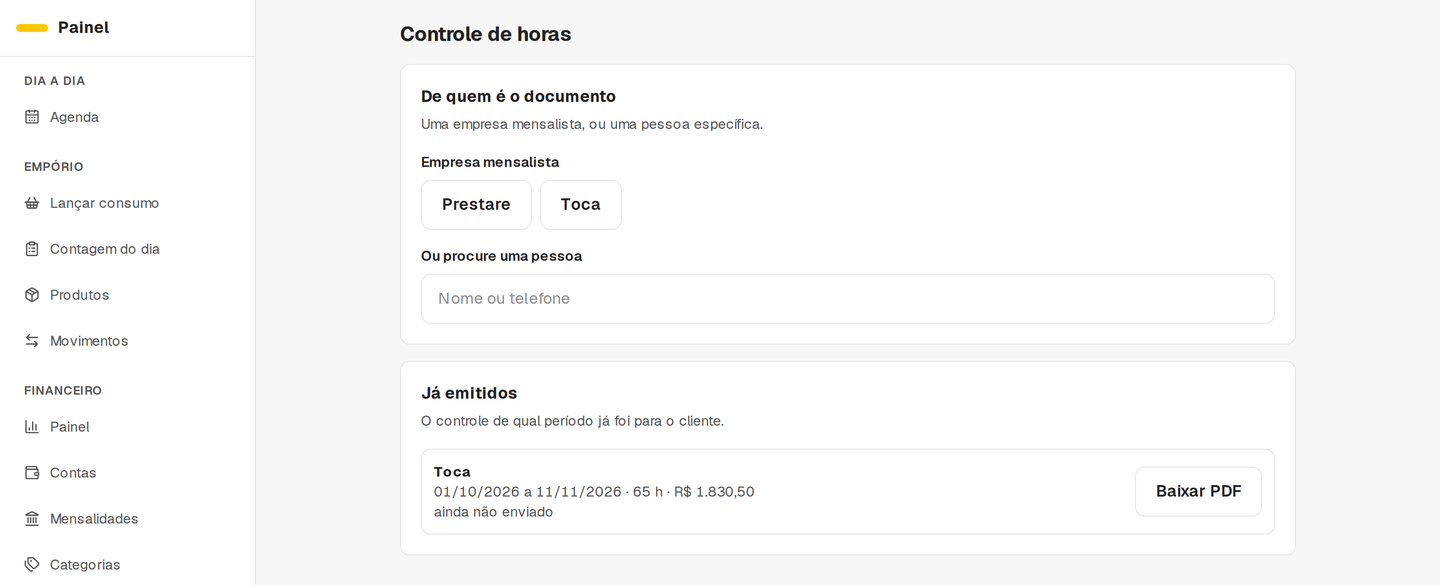 Painel
DIA A DIA
Agenda
EMPÓRIO
Lançar consumo
Contagem do dia
Produtos
Movimentos
FINANCEIRO
Painel
Contas
Mensalidades
Categorias
Controle de horas
De quem é o documento
Uma empresa mensalista, ou uma pessoa específica.
Empresa mensalista
Prestare
Toca
Ou procure uma pessoa
Nome ou telefone
Já emitidos
O controle de qual período já foi para o cliente.
Toca
01/10/2026 a 11/11/2026 · 65 h · R$ 1.830,50
ainda não enviado
Baixar PDF